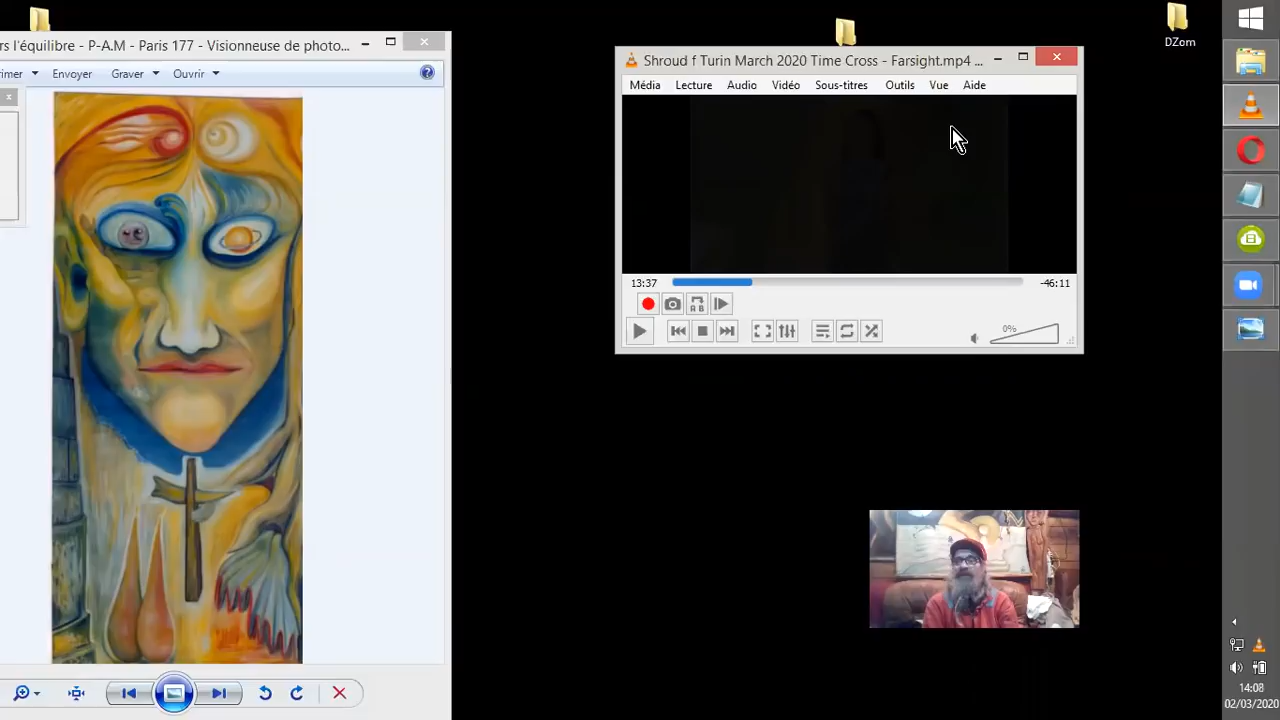 DZom
rs l'équilibre - P-A-M - Paris 177 - Visionneuse de photo...
imer Envoyer Graver Ouvrir
Shroud f Turin March 2020 Time Cross - Farsight.mp4 ...
Média Lecture Audio Vidéo Sous-titres Outils Vue Aide
13:37 -46:11
A B
0%
14:08
02/03/2020